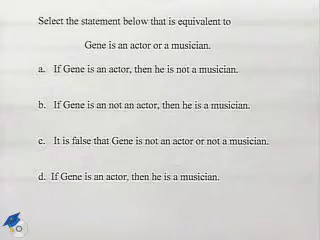 Select the statement below that is equivalent to
Gene is an actor or a musician.
a. If Gene is an actor, then he is not a musician.
b. If Gene is an not an actor, then he is a musician.
c. It is false that Gene is not an actor or not a musician.
d. If Gene is an actor, then he is a musician.